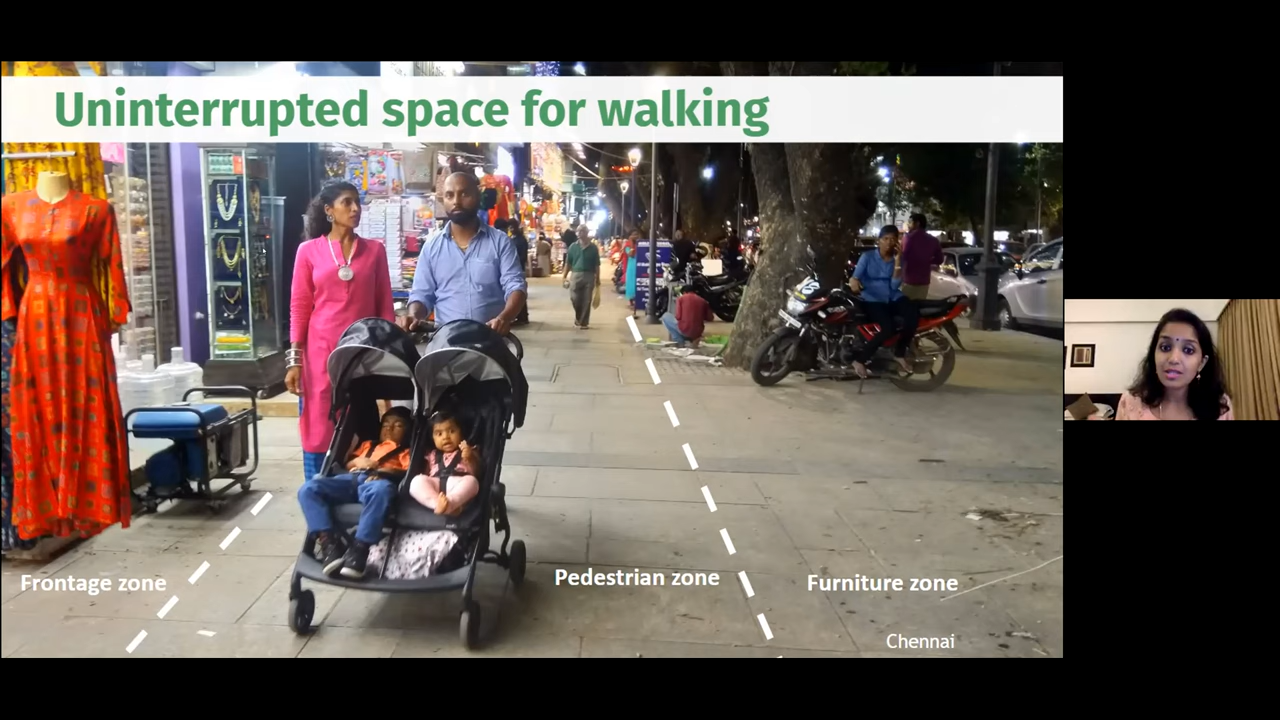 Uninterrupted space for walking
Frontage zone
Pedestrian zone
Furniture zone
Chennai